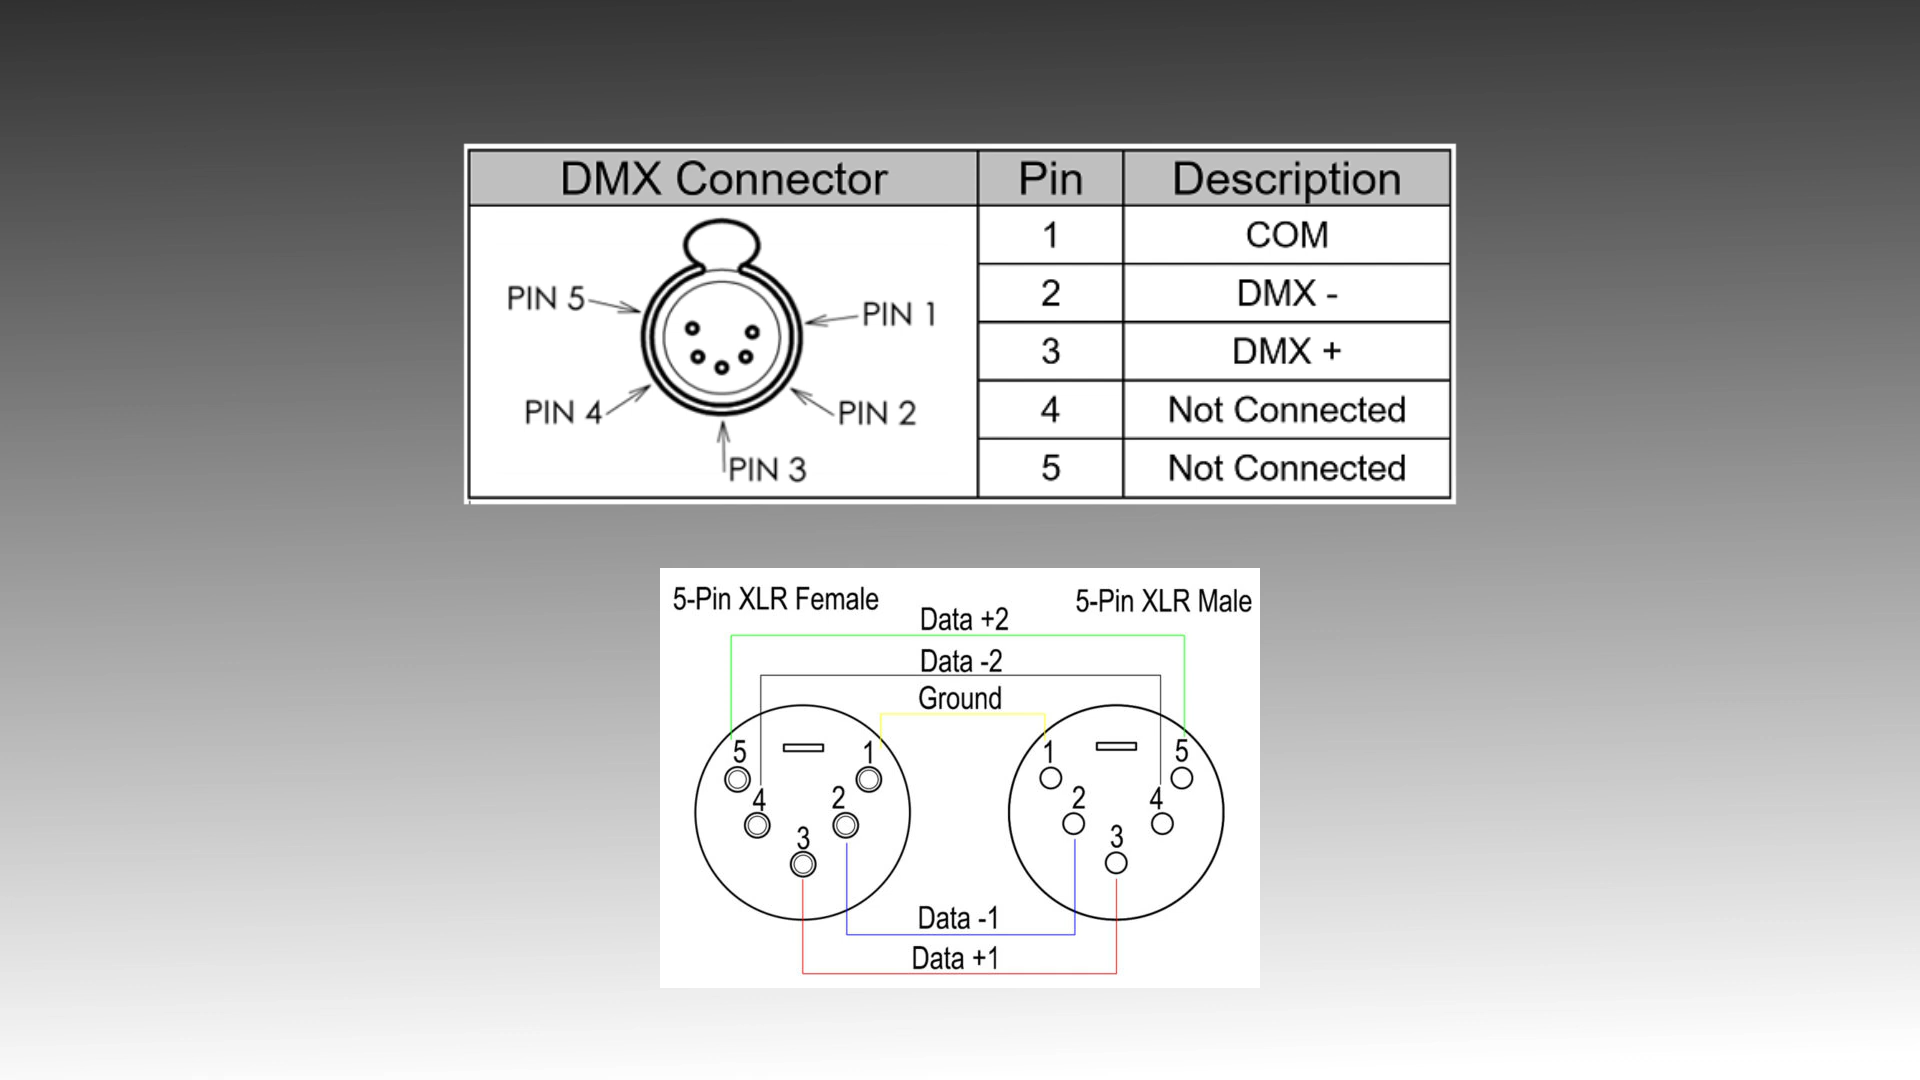 DMX Connector Pin Description
PIN 5
PIN 1
PIN 4
PIN 2
PIN 3
1 COM
2 DMX -
3 DMX +
4 Not Connected
5 Not Connected
5-Pin XLR Female
5-Pin XLR Male
Data +2
Data -2
Ground
5 1 1 5
4 2 2 4
3 3
Data -1
Data +1